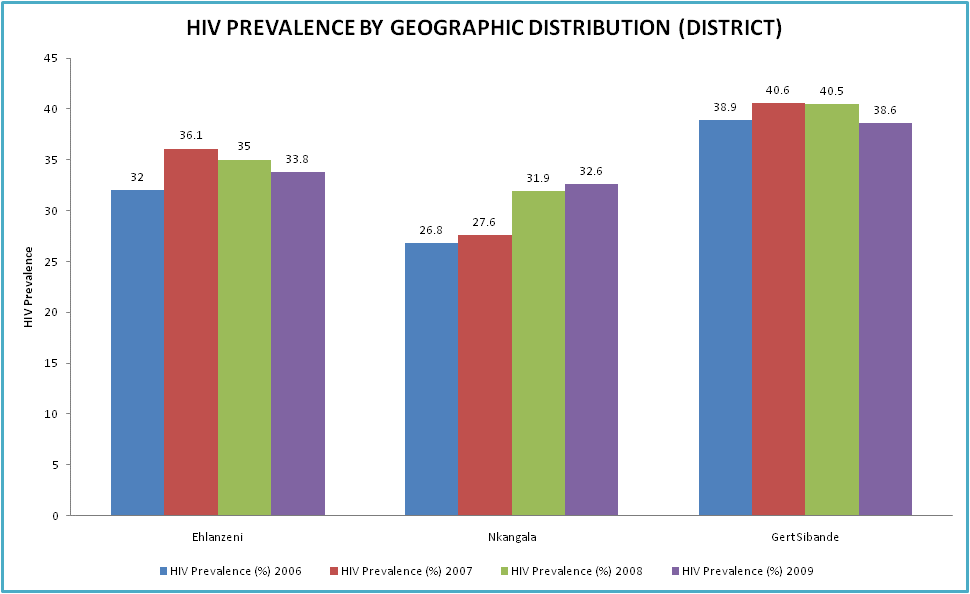 HIV PREVALENCE BY GEOGRAPHIC DISTRIBUTION (DISTRICT)
HIV Prevalence
45
40
35
30
25
20
15
10
5
0
32
36.1
35
33.8
26.8
27.6
31.9
32.6
38.9
40.6
40.5
38.6
Ehlanzeni
Nkangala
Gert Sibande
HIV Prevalence (%) 2006
HIV Prevalence (%) 2007
HIV Prevalence (%) 2008
HIV Prevalence (%) 2009